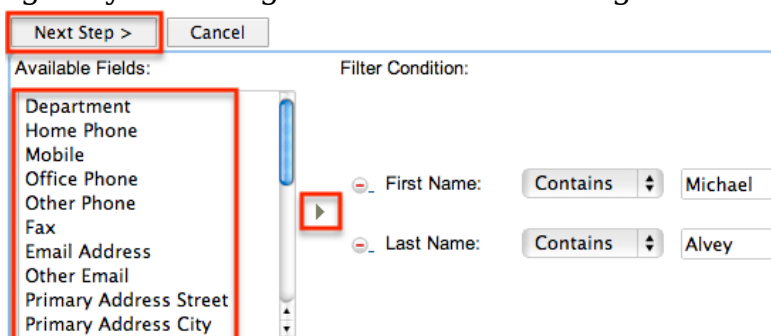 Next Step > Cancel
Available Fields: Filter Condition:
Department
Home Phone
Mobile
Office Phone
Other Phone
Fax
Email Address
Other Email
Primary Address Street
Primary Address City
First Name: Contains Michael
Last Name: Contains Alvey